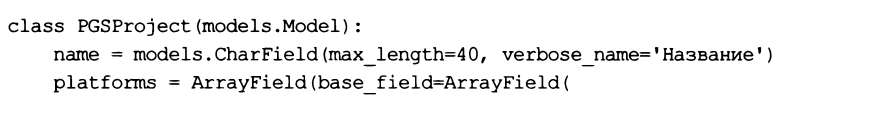 class PGSProject(models.Model):
    name = models.CharField(max_length=40, verbose_name='Название')
    platforms = ArrayField(base_field=ArrayField(